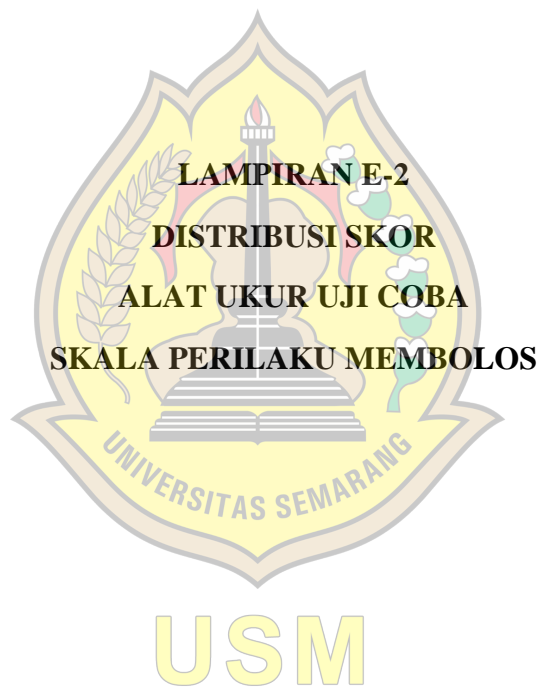 LAMPIRAN E-2
DISTRIBUSI SKOR
ALAT UKUR UJI COBA
SKALA PERILAKU MEMBOLOS
UNIVERSITAS SEMARANG
USM